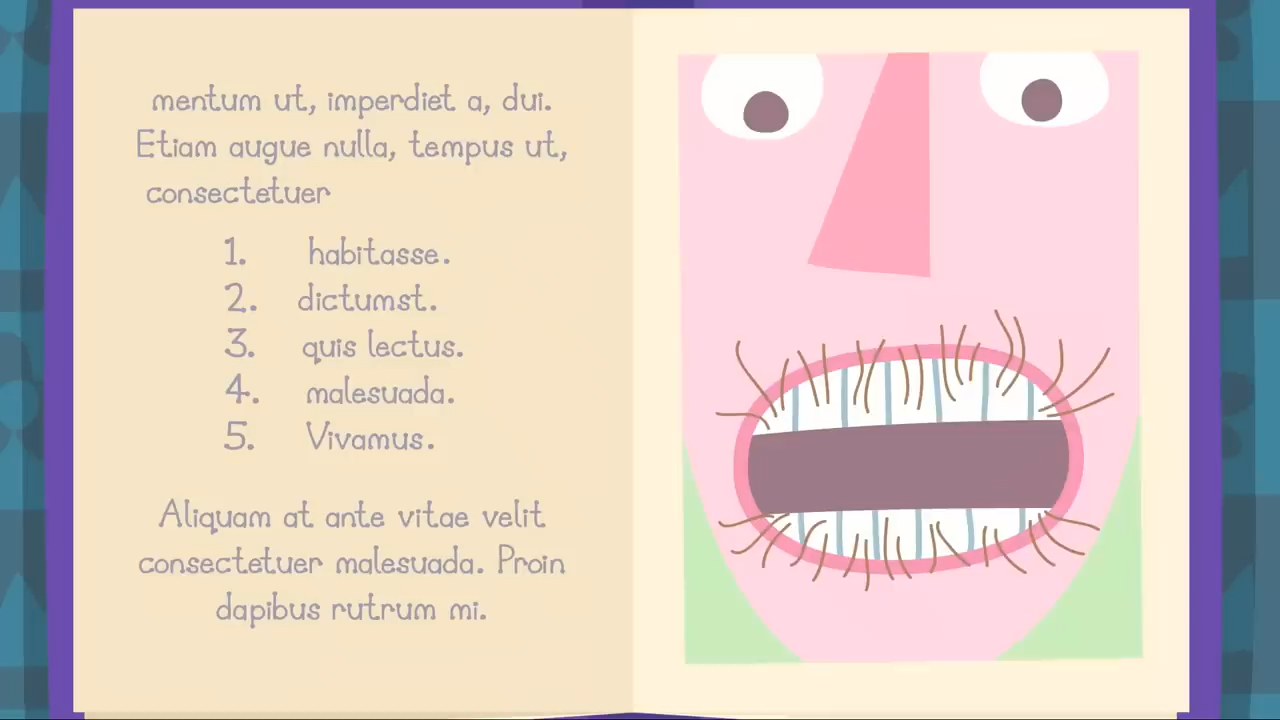 mentum ut, imperdiet a, dui.
Etiam augue nulla, tempus ut,
consectetuer
1. habitasse.
2. dictumst.
3. quis lectus.
4. malesuada.
5. Vivamus.
Aliquam at ante vitae velit
consectetuer malesuada. Proin
dapibus rutrum mi.